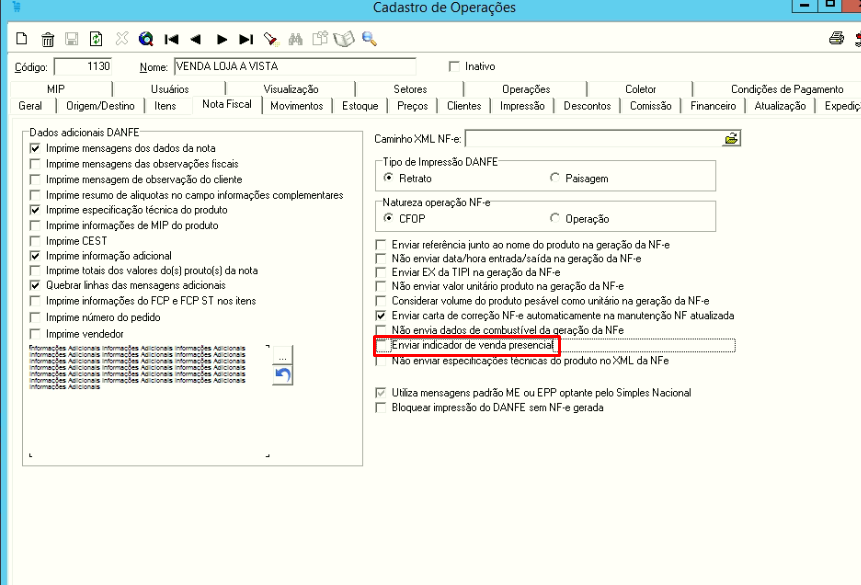 Cadastro de Operações
Código: 1130 Nome: VENDA LOJA A VISTA Inativo
MIP Usuários Visualização Setores Operações Coletor Condições de Pagamento
Geral Origem/Destino Itens Nota Fiscal Movimentos Estoque Preços Clientes Impressão Descontos Comissão Financeiro Atualização Expediç
Dados adicionais DANFE
Imprime mensagens dos dados da nota
Imprime mensagens das observações fiscais
Imprime mensagem de observação do cliente
Imprime resumo de aliquotas no campo informações complementares
Imprime especificação técnica do produto
Imprime informações de MIP do produto
Imprime CEST
Imprime informação adicional
Imprime totais dos valores do(s) prouto(s) da nota
Quebrar linhas das mensagens adicionais
Imprime informações do FCP e FCP ST nos itens
Imprime número do pedido
Imprime vendedor
Informações Adicionais Informações Adicionais Informações Adicionais
Informações Adicionais Informações Adicionais Informações Adicionais
Informações Adicionais Informações Adicionais Informações Adicionais
Informações Adicionais Informações Adicionais Informações Adicionais
Informações Adicionais Informações Adicionais Informações Adicionais
Informações Adicionais Informações Adicionais Informações Adicionais
Informações Adicionais
...
Caminho XML NF-e:
Tipo de Impressão DANFE
Retrato Paisagem
Natureza operação NF-e
CFOP Operação
Enviar referência junto ao nome do produto na geração da NF-e
Não enviar data/hora entrada/saída na geração da NF-e
Enviar EX da TIPI na geração da NF-e
Não enviar valor unitário produto na geração da NF-e
Considerar volume do produto pesável como unitário na geração da NF-e
Enviar carta de correção NF-e automaticamente na manutenção NF atualizada
Não envia dados de combustível da geração da NFe
Enviar indicador de venda presencial
Não enviar especificações técnicas do produto no XML da NFe
Utiliza mensagens padrão ME ou EPP optante pelo Simples Nacional
Bloquear impressão do DANFE sem NF-e gerada